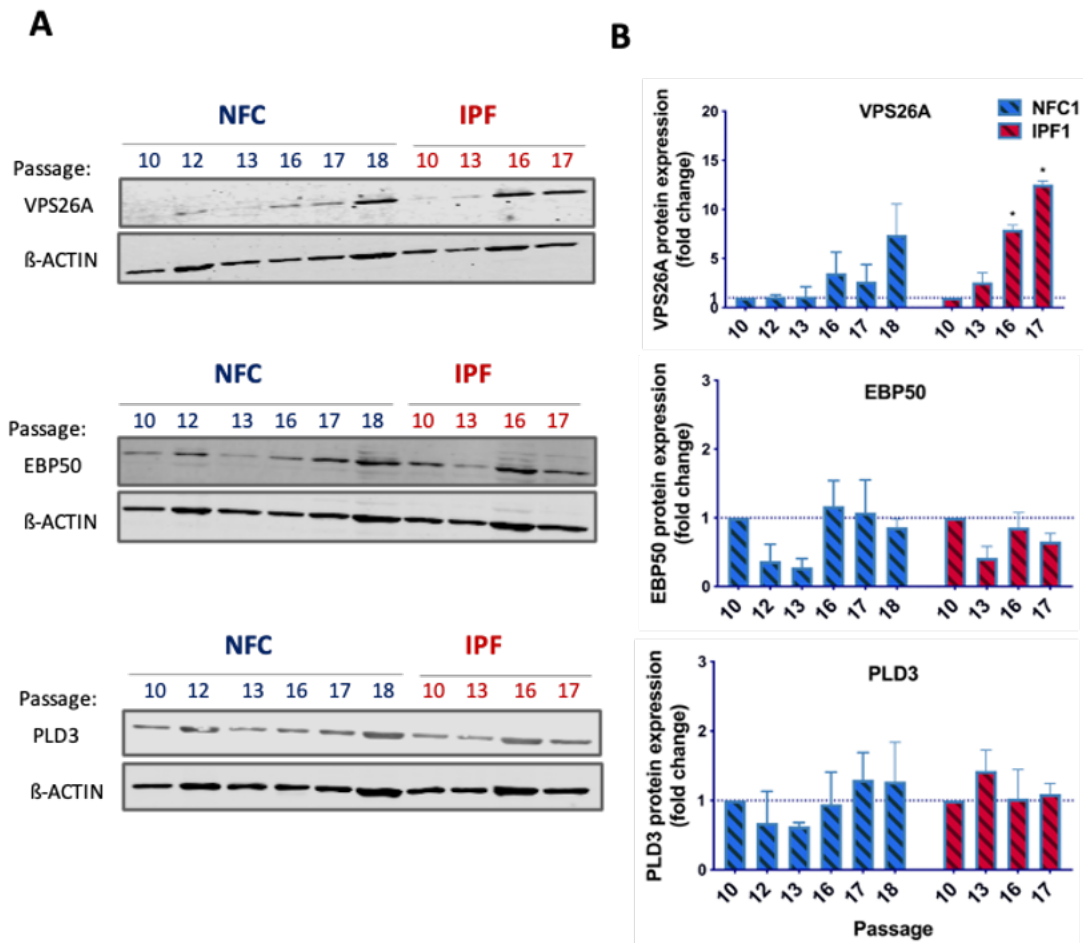 A
NFC IPF
Passage: 10 12 13 16 17 18 10 13 16 17
VPS26A
ß-ACTIN
NFC IPF
Passage: 10 12 13 16 17 18 10 13 16 17
EBP50
ß-ACTIN
NFC IPF
Passage: 10 12 13 16 17 18 10 13 16 17
PLD3
ß-ACTIN
B
VPS26A
NFC1
IPF1
VPS26A protein expression
(fold change)
20
15
10
5
1
0
* *
10 12 13 16 17 18 10 13 16 17
EBP50
EBP50 protein expression
(fold change)
3
2
1
0
10 12 13 16 17 18 10 13 16 17
PLD3
PLD3 protein expression
(fold change)
3
2
1
0
10 12 13 16 17 18 10 13 16 17
Passage